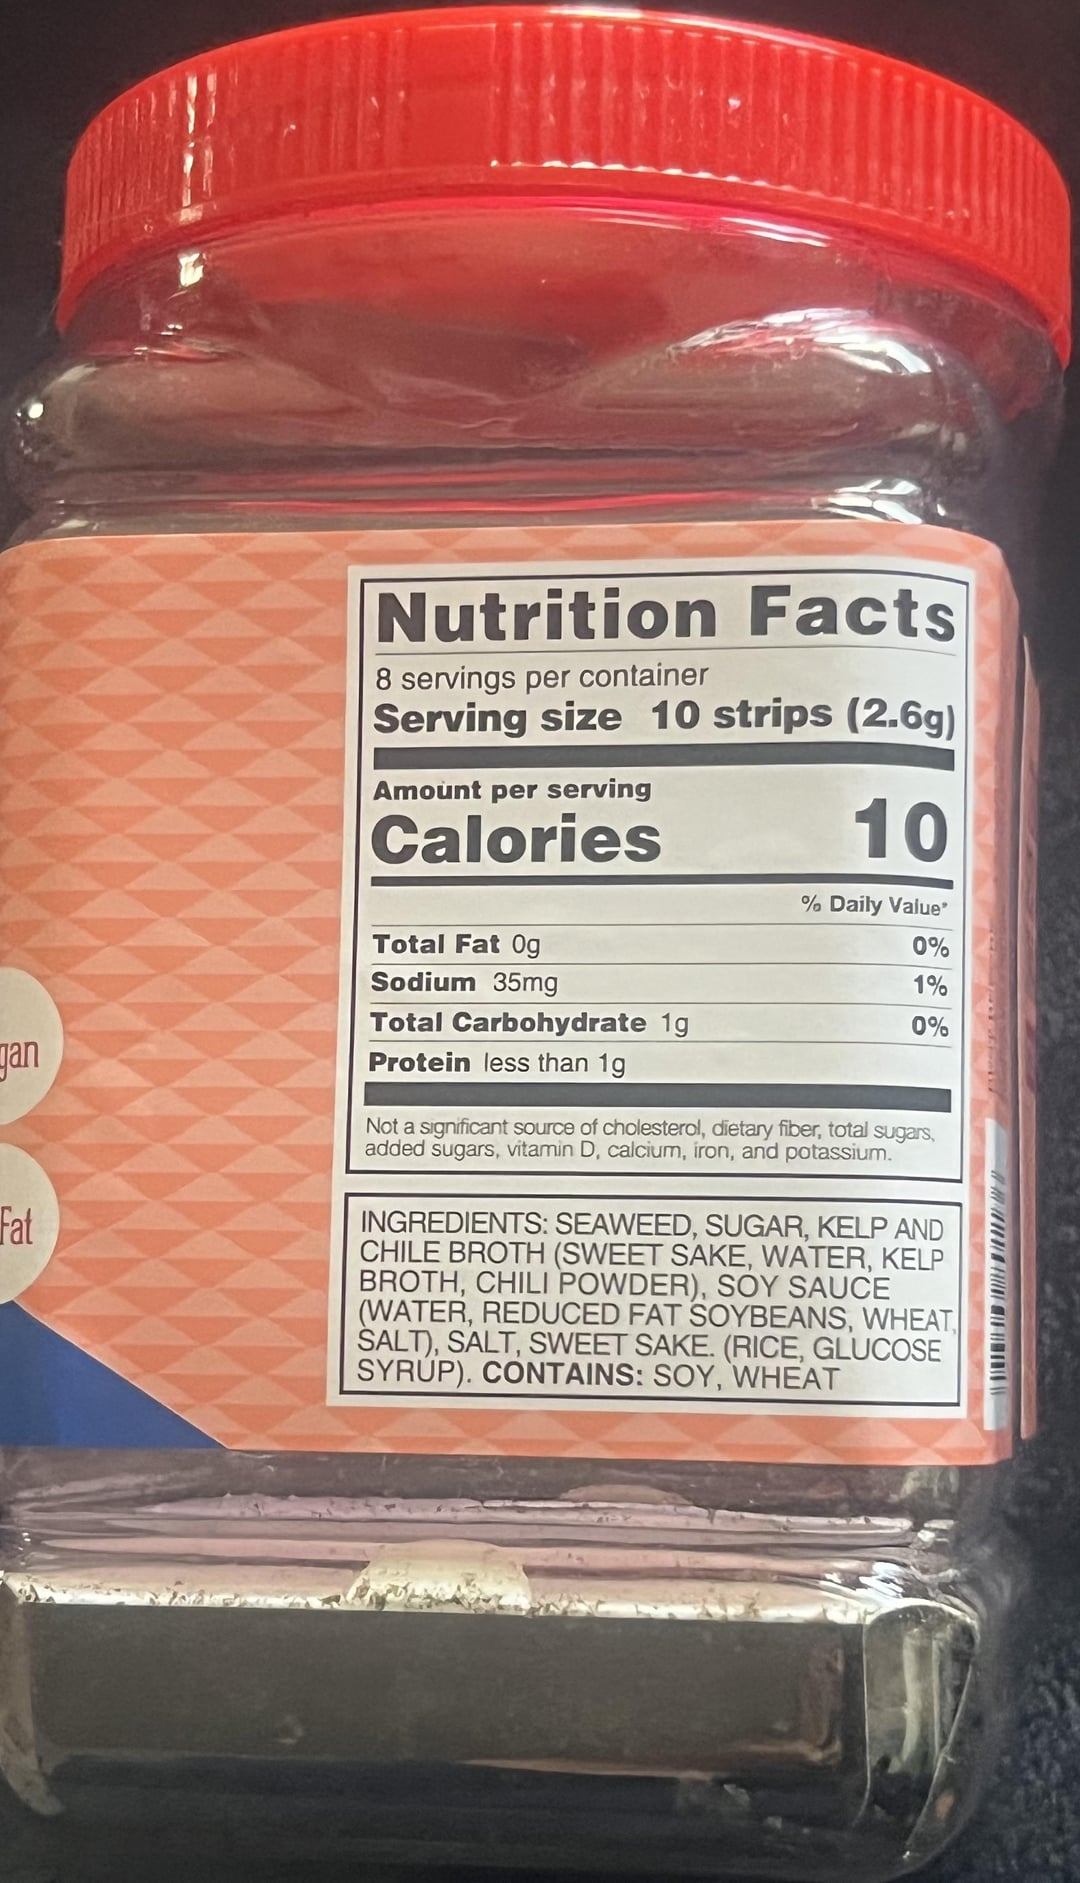 Nutrition Facts
8 servings per container
Serving size 10 strips (2.6g)
Amount per serving
Calories 10
% Daily Value*
Total Fat 0g 0%
Sodium 35mg 1%
Total Carbohydrate 1g 0%
Protein less than 1g
Not a significant source of cholesterol, dietary fiber, total sugars,
added sugars, vitamin D, calcium, iron, and potassium.
gan
Fat
INGREDIENTS: SEAWEED, SUGAR, KELP AND
CHILE BROTH (SWEET SAKE, WATER, KELP
BROTH, CHILI POWDER), SOY SAUCE
(WATER, REDUCED FAT SOYBEANS, WHEAT,
SALT), SALT, SWEET SAKE. (RICE, GLUCOSE
SYRUP). CONTAINS: SOY, WHEAT